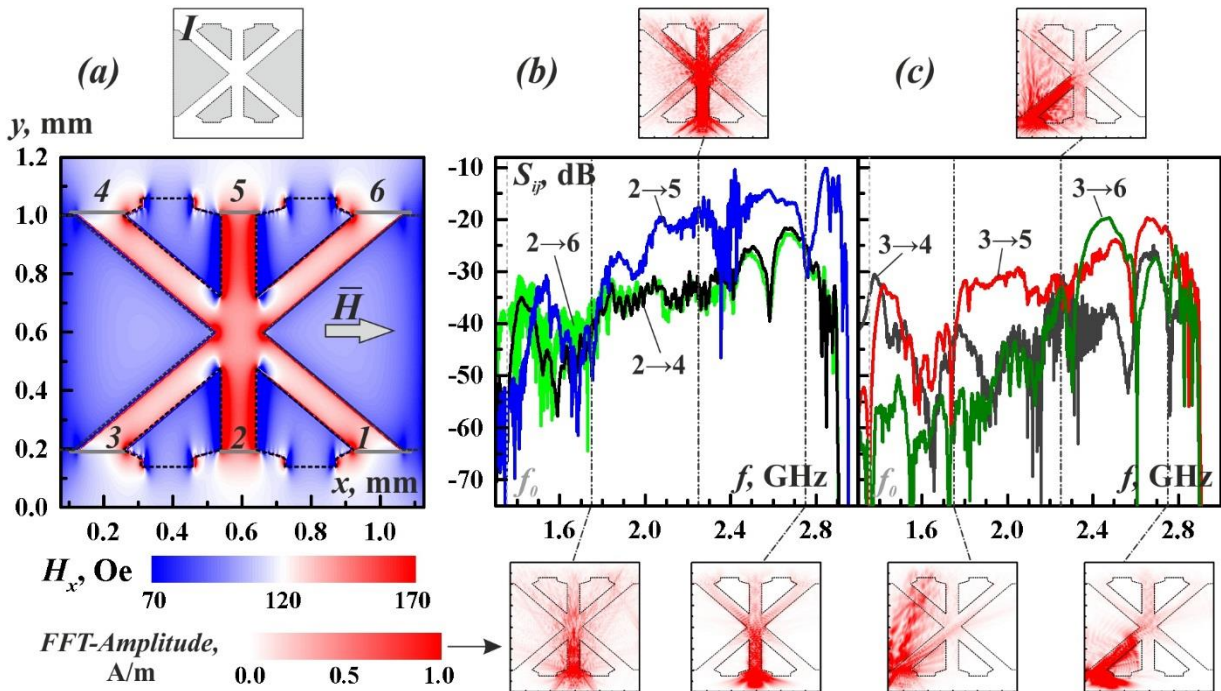 I
(a)
(b)
(c)
y, mm
1.2
1.0
0.8
0.6
0.4
0.2
0.0
4
5
6
H̅
3
2
1
x, mm
0.2 0.4 0.6 0.8 1.0
-10
-20
-30
-40
-50
-60
-70
S_ij, dB
2→5
2→6
2→4
f_0
f, GHz
1.6 2.0 2.4 2.8
3→6
3→4
3→5
f_0
f, GHz
1.6 2.0 2.4 2.8
H_x, Oe
70 120 170
FFT-Amplitude,
A/m
0.0 0.5 1.0